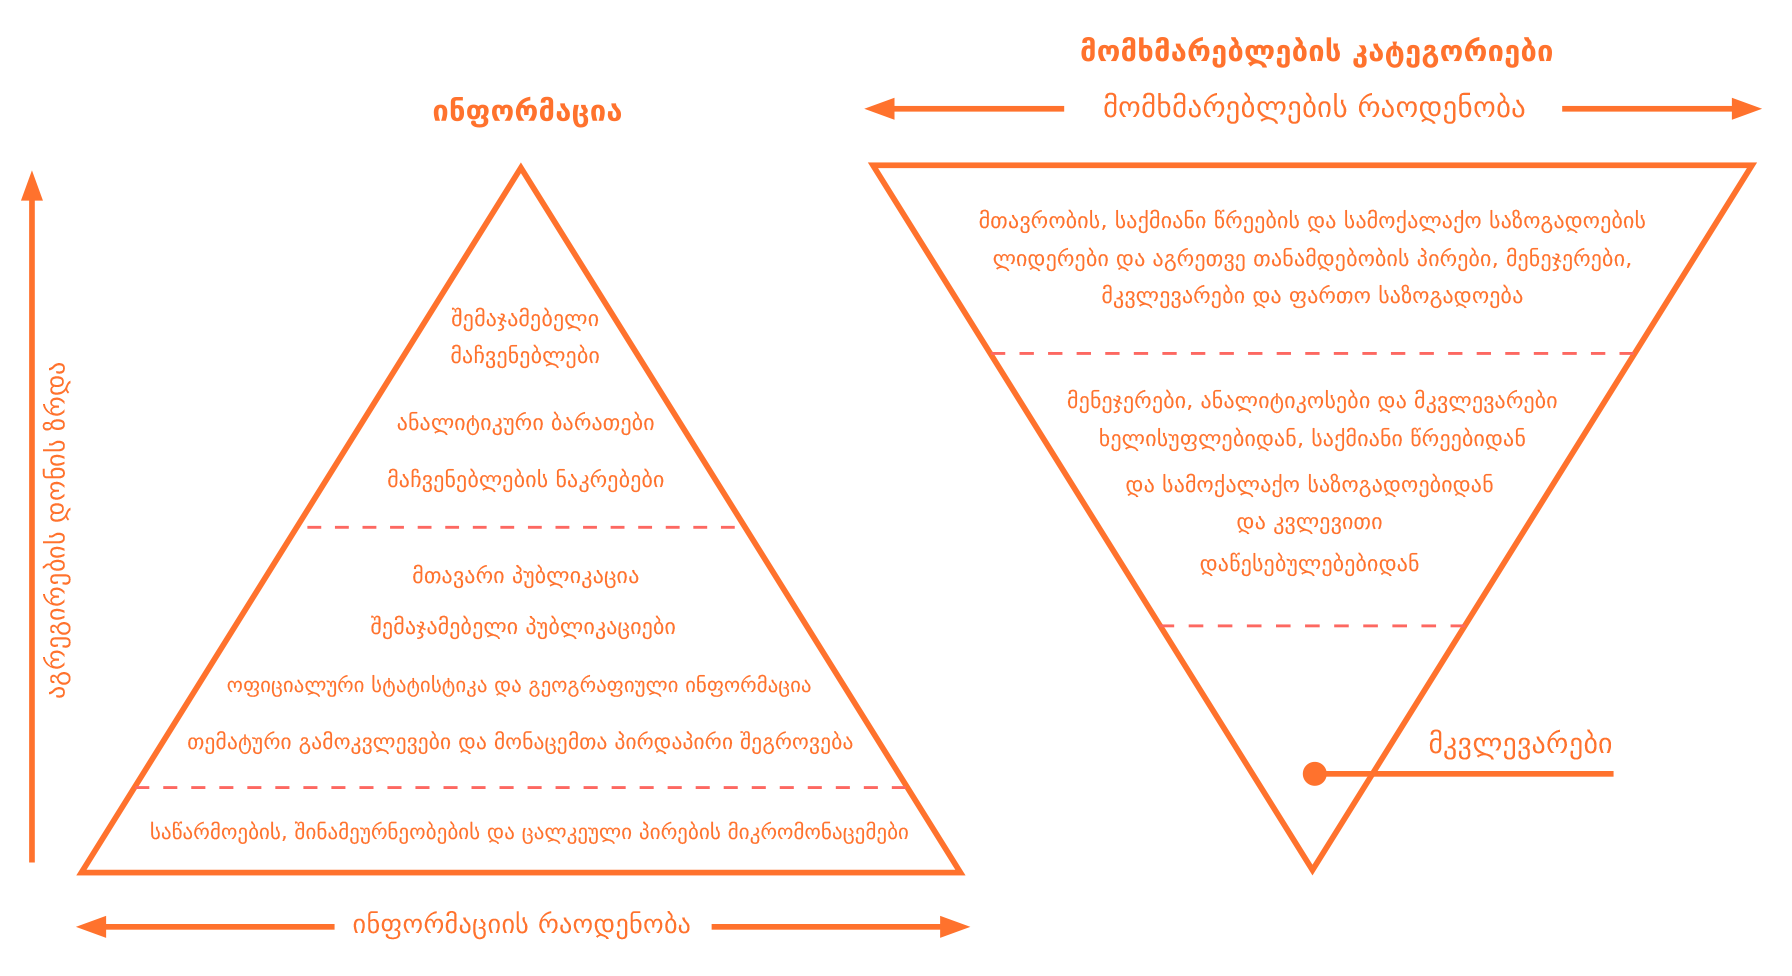 ინფორმაცია
აგრეგირების დონის ზრდა
შემაჯამებელი
მაჩვენებლები
ანალიტიკური ბარათები
მაჩვენებლების ნაკრებები
მთავარი პუბლიკაცია
შემაჯამებელი პუბლიკაციები
ოფიციალური სტატისტიკა და გეოგრაფიული ინფორმაცია
თემატური გამოკვლევები და მონაცემთა პირდაპირი შეგროვება
საწარმოების, შინამეურნეობების და ცალკეული პირების მიკრომონაცემები
ინფორმაციის რაოდენობა
მომხმარებლების კატეგორიები
მომხმარებლების რაოდენობა
მთავრობის, საქმიანი წრეების და სამოქალაქო საზოგადოების
ლიდერები და აგრეთვე თანამდებობის პირები, მენეჯერები,
მკვლევარები და ფართო საზოგადოება
მენეჯერები, ანალიტიკოსები და მკვლევარები
ხელისუფლებიდან, საქმიანი წრეებიდან
და სამოქალაქო საზოგადოებიდან
და კვლევითი
დაწესებულებებიდან
მკვლევარები